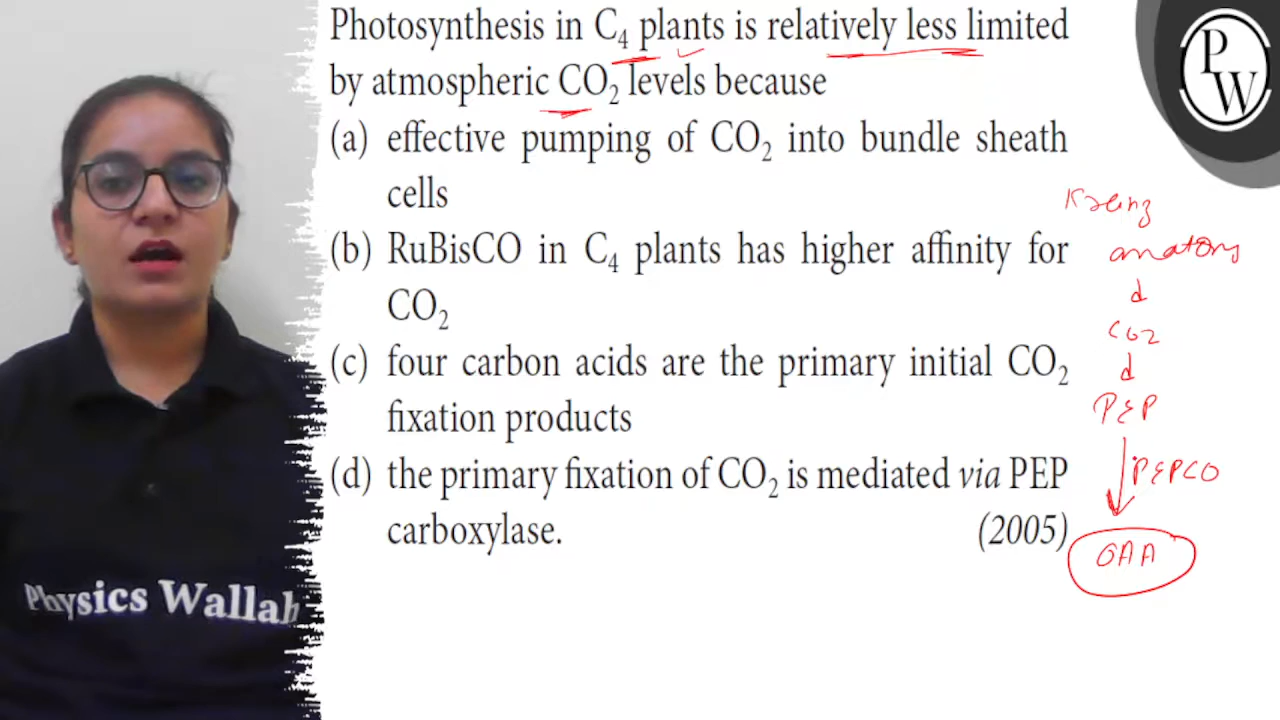 Photosynthesis in C₄ plants is relatively less limited
by atmospheric CO₂ levels because
(a) effective pumping of CO₂ into bundle sheath
cells
(b) RuBisCO in C₄ plants has higher affinity for
CO₂
(c) four carbon acids are the primary initial CO₂
fixation products
(d) the primary fixation of CO₂ is mediated via PEP
carboxylase. (2005)
PW
anatomy
CO2
PEP
PEPCO
OAA
Physics Wallah